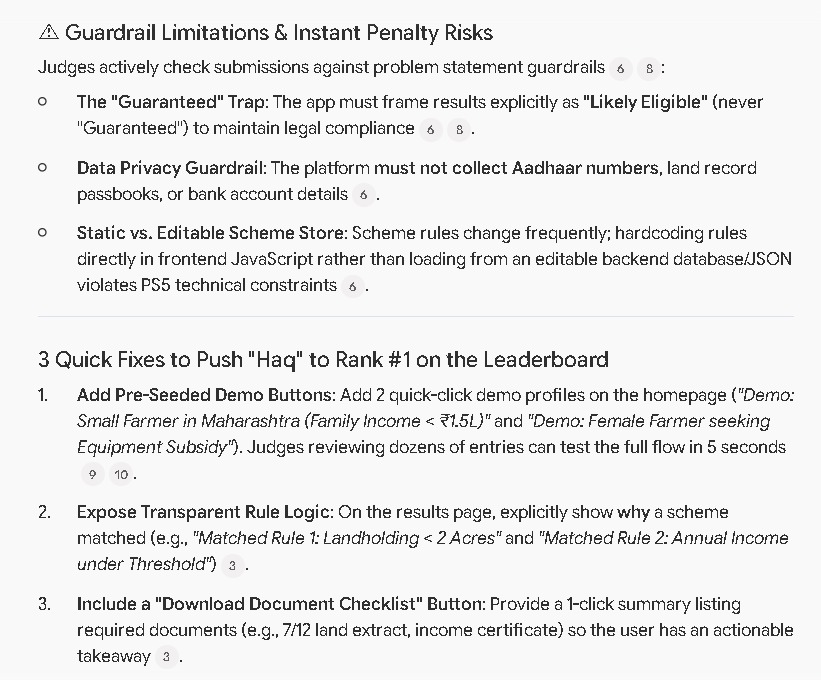 ⚠ Guardrail Limitations & Instant Penalty Risks
Judges actively check submissions against problem statement guardrails 6 8 :
The "Guaranteed" Trap: The app must frame results explicitly as "Likely Eligible" (never
"Guaranteed") to maintain legal compliance 6 8 .
Data Privacy Guardrail: The platform must not collect Aadhaar numbers, land record
passbooks, or bank account details 6 .
Static vs. Editable Scheme Store: Scheme rules change frequently; hardcoding rules
directly in frontend JavaScript rather than loading from an editable backend database/JSON
violates PS5 technical constraints 6 .
3 Quick Fixes to Push "Haq" to Rank #1 on the Leaderboard
1. Add Pre-Seeded Demo Buttons: Add 2 quick-click demo profiles on the homepage ("Demo:
Small Farmer in Maharashtra (Family Income < ₹1.5L)" and "Demo: Female Farmer seeking
Equipment Subsidy"). Judges reviewing dozens of entries can test the full flow in 5 seconds
9 10 .
2. Expose Transparent Rule Logic: On the results page, explicitly show why a scheme
matched (e.g., "Matched Rule 1: Landholding < 2 Acres" and "Matched Rule 2: Annual Income
under Threshold") 3 .
3. Include a "Download Document Checklist" Button: Provide a 1-click summary listing
required documents (e.g., 7/12 land extract, income certificate) so the user has an actionable
takeaway 3 .